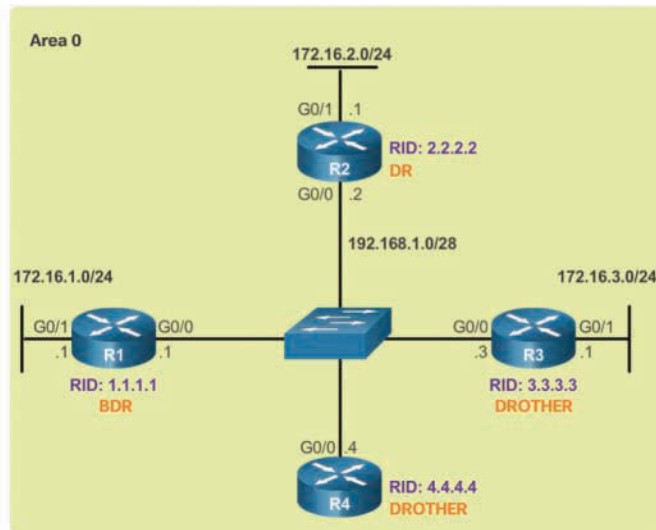 Area 0
172.16.2.0/24
G0/1 .1
R2
RID: 2.2.2.2
DR
G0/0 .2
192.168.1.0/28
172.16.1.0/24
172.16.3.0/24
G0/1 G0/0
G0/0 G0/1
.1 R1 .1
.3 R3 .1
RID: 1.1.1.1
BDR
RID: 3.3.3.3
DROTHER
G0/0 .4
R4
RID: 4.4.4.4
DROTHER